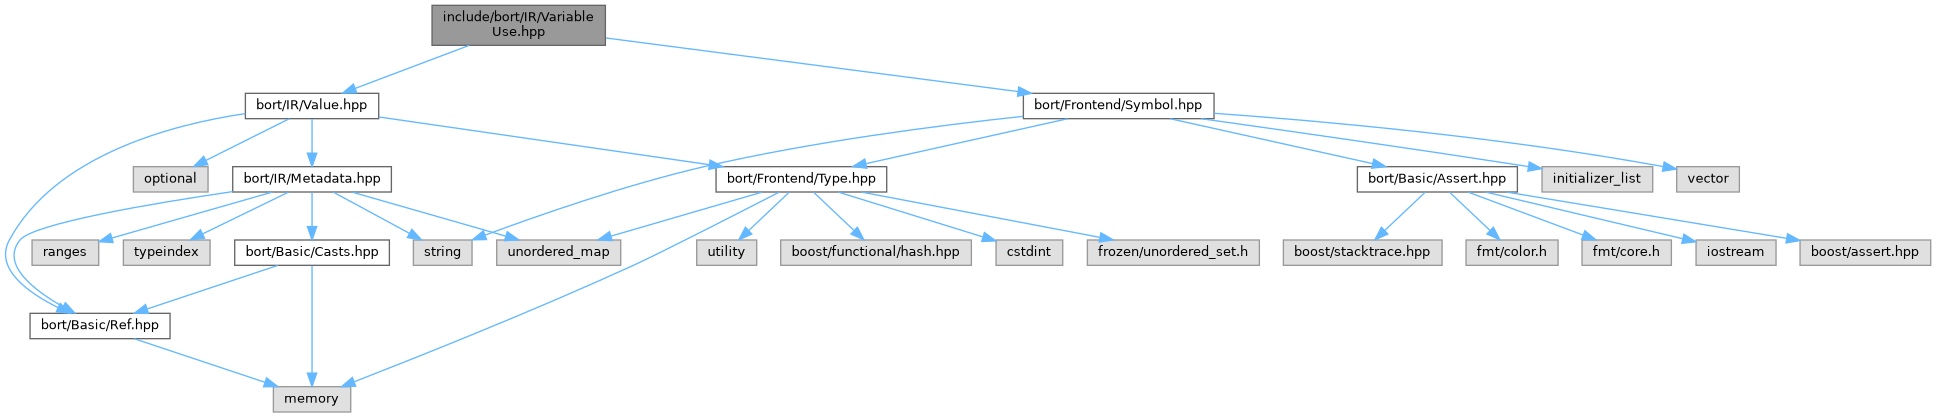 include/bort/IR/Variable
Use.hpp
bort/IR/Value.hpp
bort/Frontend/Symbol.hpp
optional
bort/IR/Metadata.hpp
bort/Frontend/Type.hpp
bort/Basic/Assert.hpp
initializer_list
vector
ranges
typeindex
bort/Basic/Casts.hpp
string
unordered_map
utility
boost/functional/hash.hpp
cstdint
frozen/unordered_set.h
boost/stacktrace.hpp
fmt/color.h
fmt/core.h
iostream
boost/assert.hpp
bort/Basic/Ref.hpp
memory